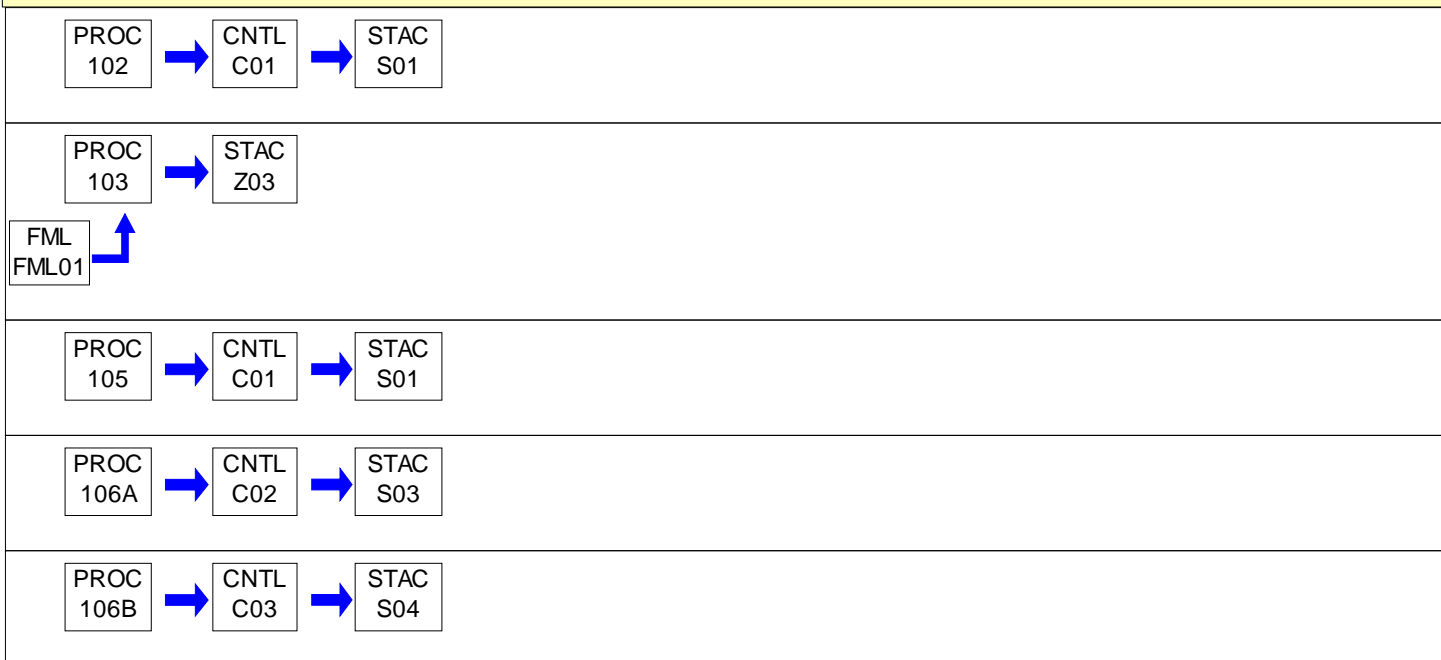 PROC CNTL STAC
102 C01 S01
PROC STAC
103 Z03
FML
FML01
PROC CNTL STAC
105 C01 S01
PROC CNTL STAC
106A C02 S03
PROC CNTL STAC
106B C03 S04